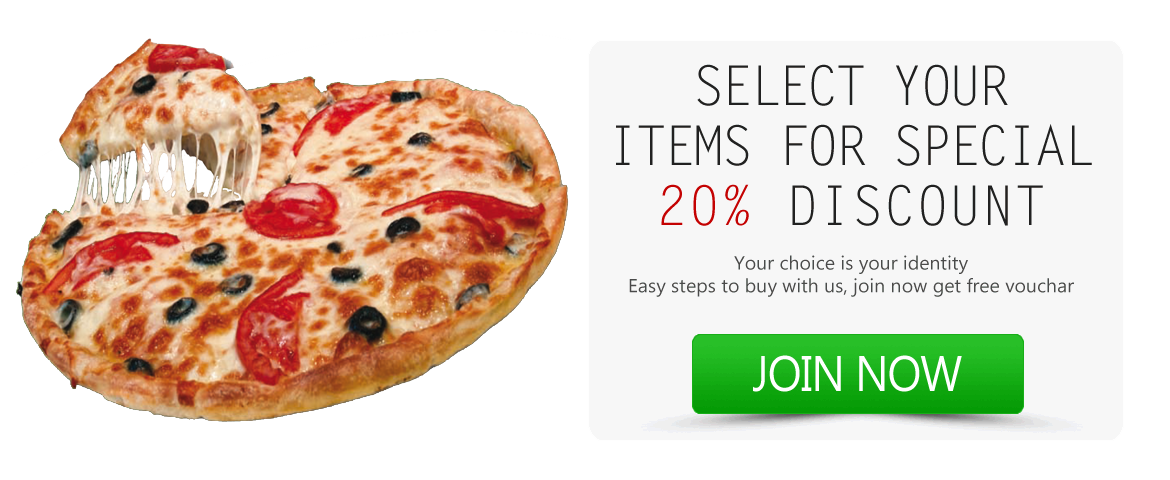 SELECT YOUR
ITEMS FOR SPECIAL
20% DISCOUNT
Your choice is your identity
Easy steps to buy with us, join now get free vouchar
JOIN NOW